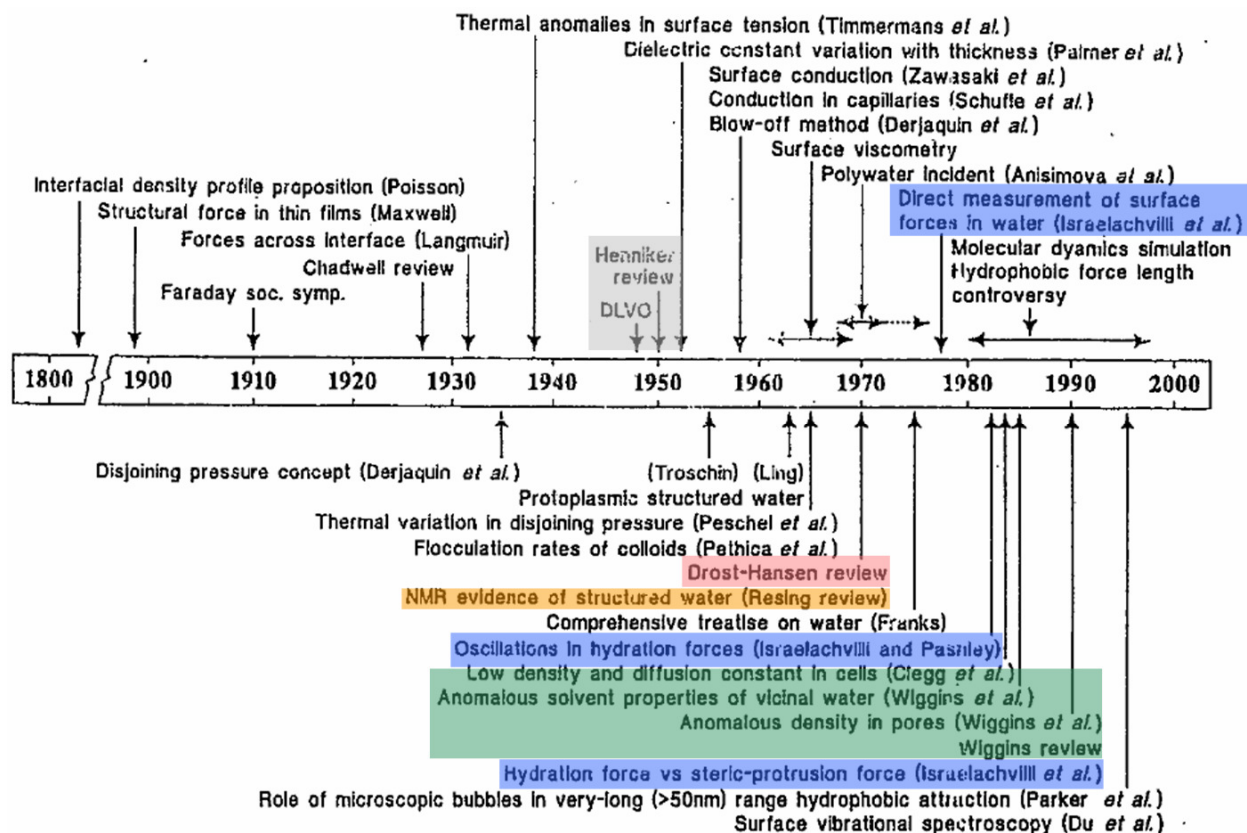 Thermal anomalies in surface tension (Timmermans et al.)
Dielectric constant variation with thickness (Palmer et al.)
Surface conduction (Zawasaki et al.)
Conduction in capillaries (Schufle et al.)
Blow-off method (Derjaquin et al.)
Surface viscometry
Polywater incident (Anisimova et al.)
Interfacial density profile proposition (Poisson)
Direct measurement of surface
forces in water (Israelachvilli et al.)
Structural force in thin films (Maxwell)
Forces across interface (Langmuir)
Chadwell review
Faraday soc. symp.
Henniker
review
DLVO
Molecular dyamics simulation
Hydrophobic force length
controversy
1800 1900 1910 1920 1930 1940 1950 1960 1970 1980 1990 2000
Disjoining pressure concept (Derjaquin et al.)
(Troschin) (Ling)
Protoplasmic structured water
Thermal variation in disjoining pressure (Peschel et al.)
Flocculation rates of colloids (Pethica et al.)
Drost-Hansen review
NMR evidence of structured water (Resing review)
Comprehensive treatise on water (Franks)
Oscillations in hydration forces (Israelachvilli and Pashley)
Low density and diffusion constant in cells (Clegg et al.)
Anomalous solvent properties of vicinal water (Wiggins et al.)
Anomalous density in pores (Wiggins et al.)
Wiggins review
Hydration force vs steric-protrusion force (Israelachvilli et al.)
Role of microscopic bubbles in very-long (>50nm) range hydrophobic attraction (Parker et al.)
Surface vibrational spectroscopy (Du et al.)